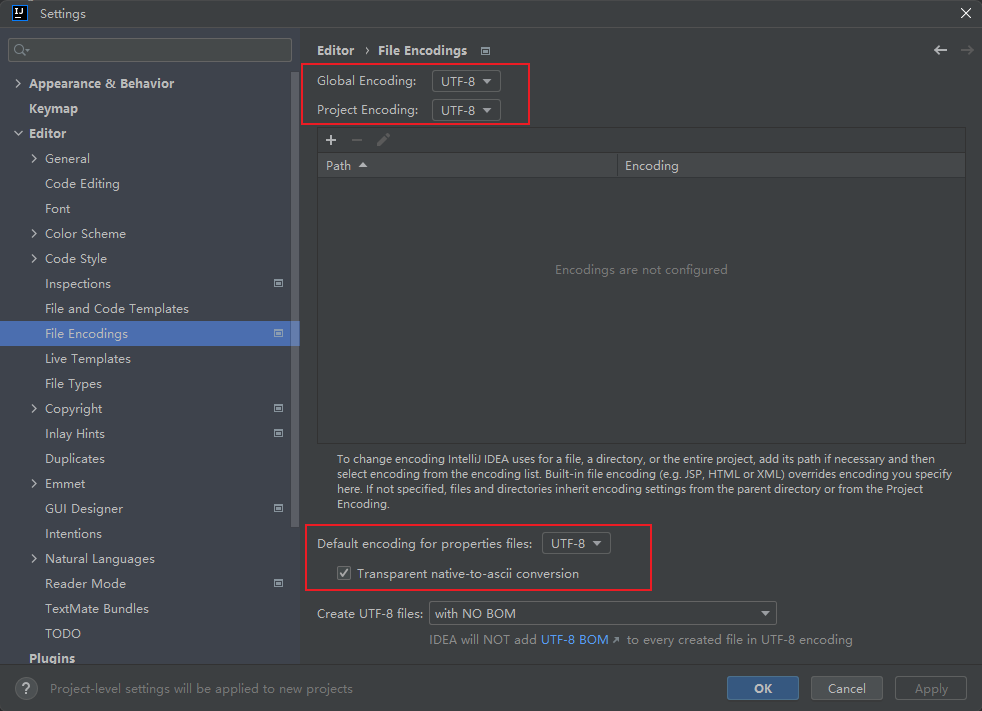 IJ
Settings
Editor › File Encodings
Global Encoding: UTF-8
Project Encoding: UTF-8
Path Encoding
Encodings are not configured
To change encoding IntelliJ IDEA uses for a file, a directory, or the entire project, add its path if necessary and then
select encoding from the encoding list. Built-in file encoding (e.g. JSP, HTML or XML) overrides encoding you specify
here. If not specified, files and directories inherit encoding settings from the parent directory or from the Project
Encoding.
Default encoding for properties files: UTF-8
Transparent native-to-ascii conversion
Create UTF-8 files: with NO BOM
IDEA will NOT add UTF-8 BOM ↗ to every created file in UTF-8 encoding
Appearance & Behavior
Keymap
Editor
General
Code Editing
Font
Color Scheme
Code Style
Inspections
File and Code Templates
File Encodings
Live Templates
File Types
Copyright
Inlay Hints
Duplicates
Emmet
GUI Designer
Intentions
Natural Languages
Reader Mode
TextMate Bundles
TODO
Plugins
? Project-level settings will be applied to new projects
OK Cancel Apply